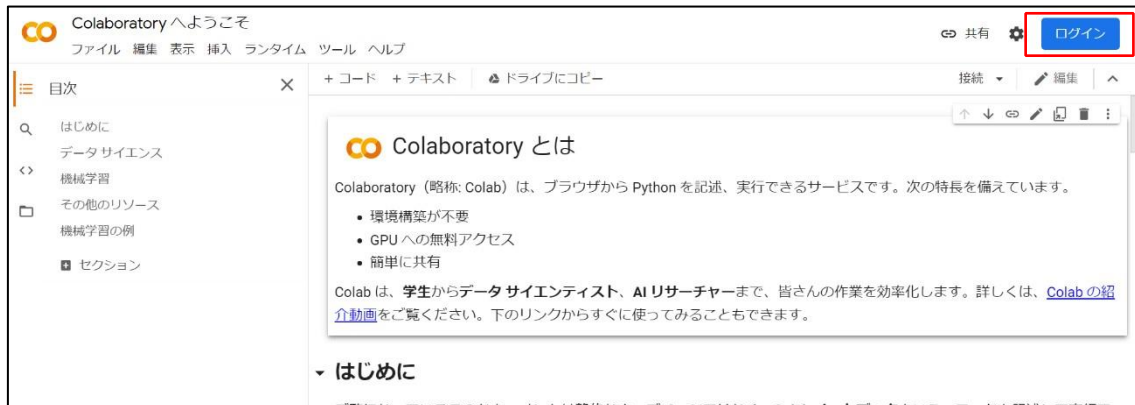 Colaboratory へようこそ
ファイル 編集 表示 挿入 ランタイム ツール ヘルプ
共有
ログイン
目次
はじめに
データ サイエンス
機械学習
その他のリソース
機械学習の例
セクション
+ コード + テキスト ドライブにコピー
接続 編集
Colaboratory とは
Colaboratory（略称: Colab）は、ブラウザから Python を記述、実行できるサービスです。次の特長を備えています。
• 環境構築が不要
• GPU への無料アクセス
• 簡単に共有
Colab は、学生からデータ サイエンティスト、AI リサーチャーまで、皆さんの作業を効率化します。詳しくは、Colab の紹
介動画をご覧ください。下のリンクからすぐに使ってみることもできます。
はじめに